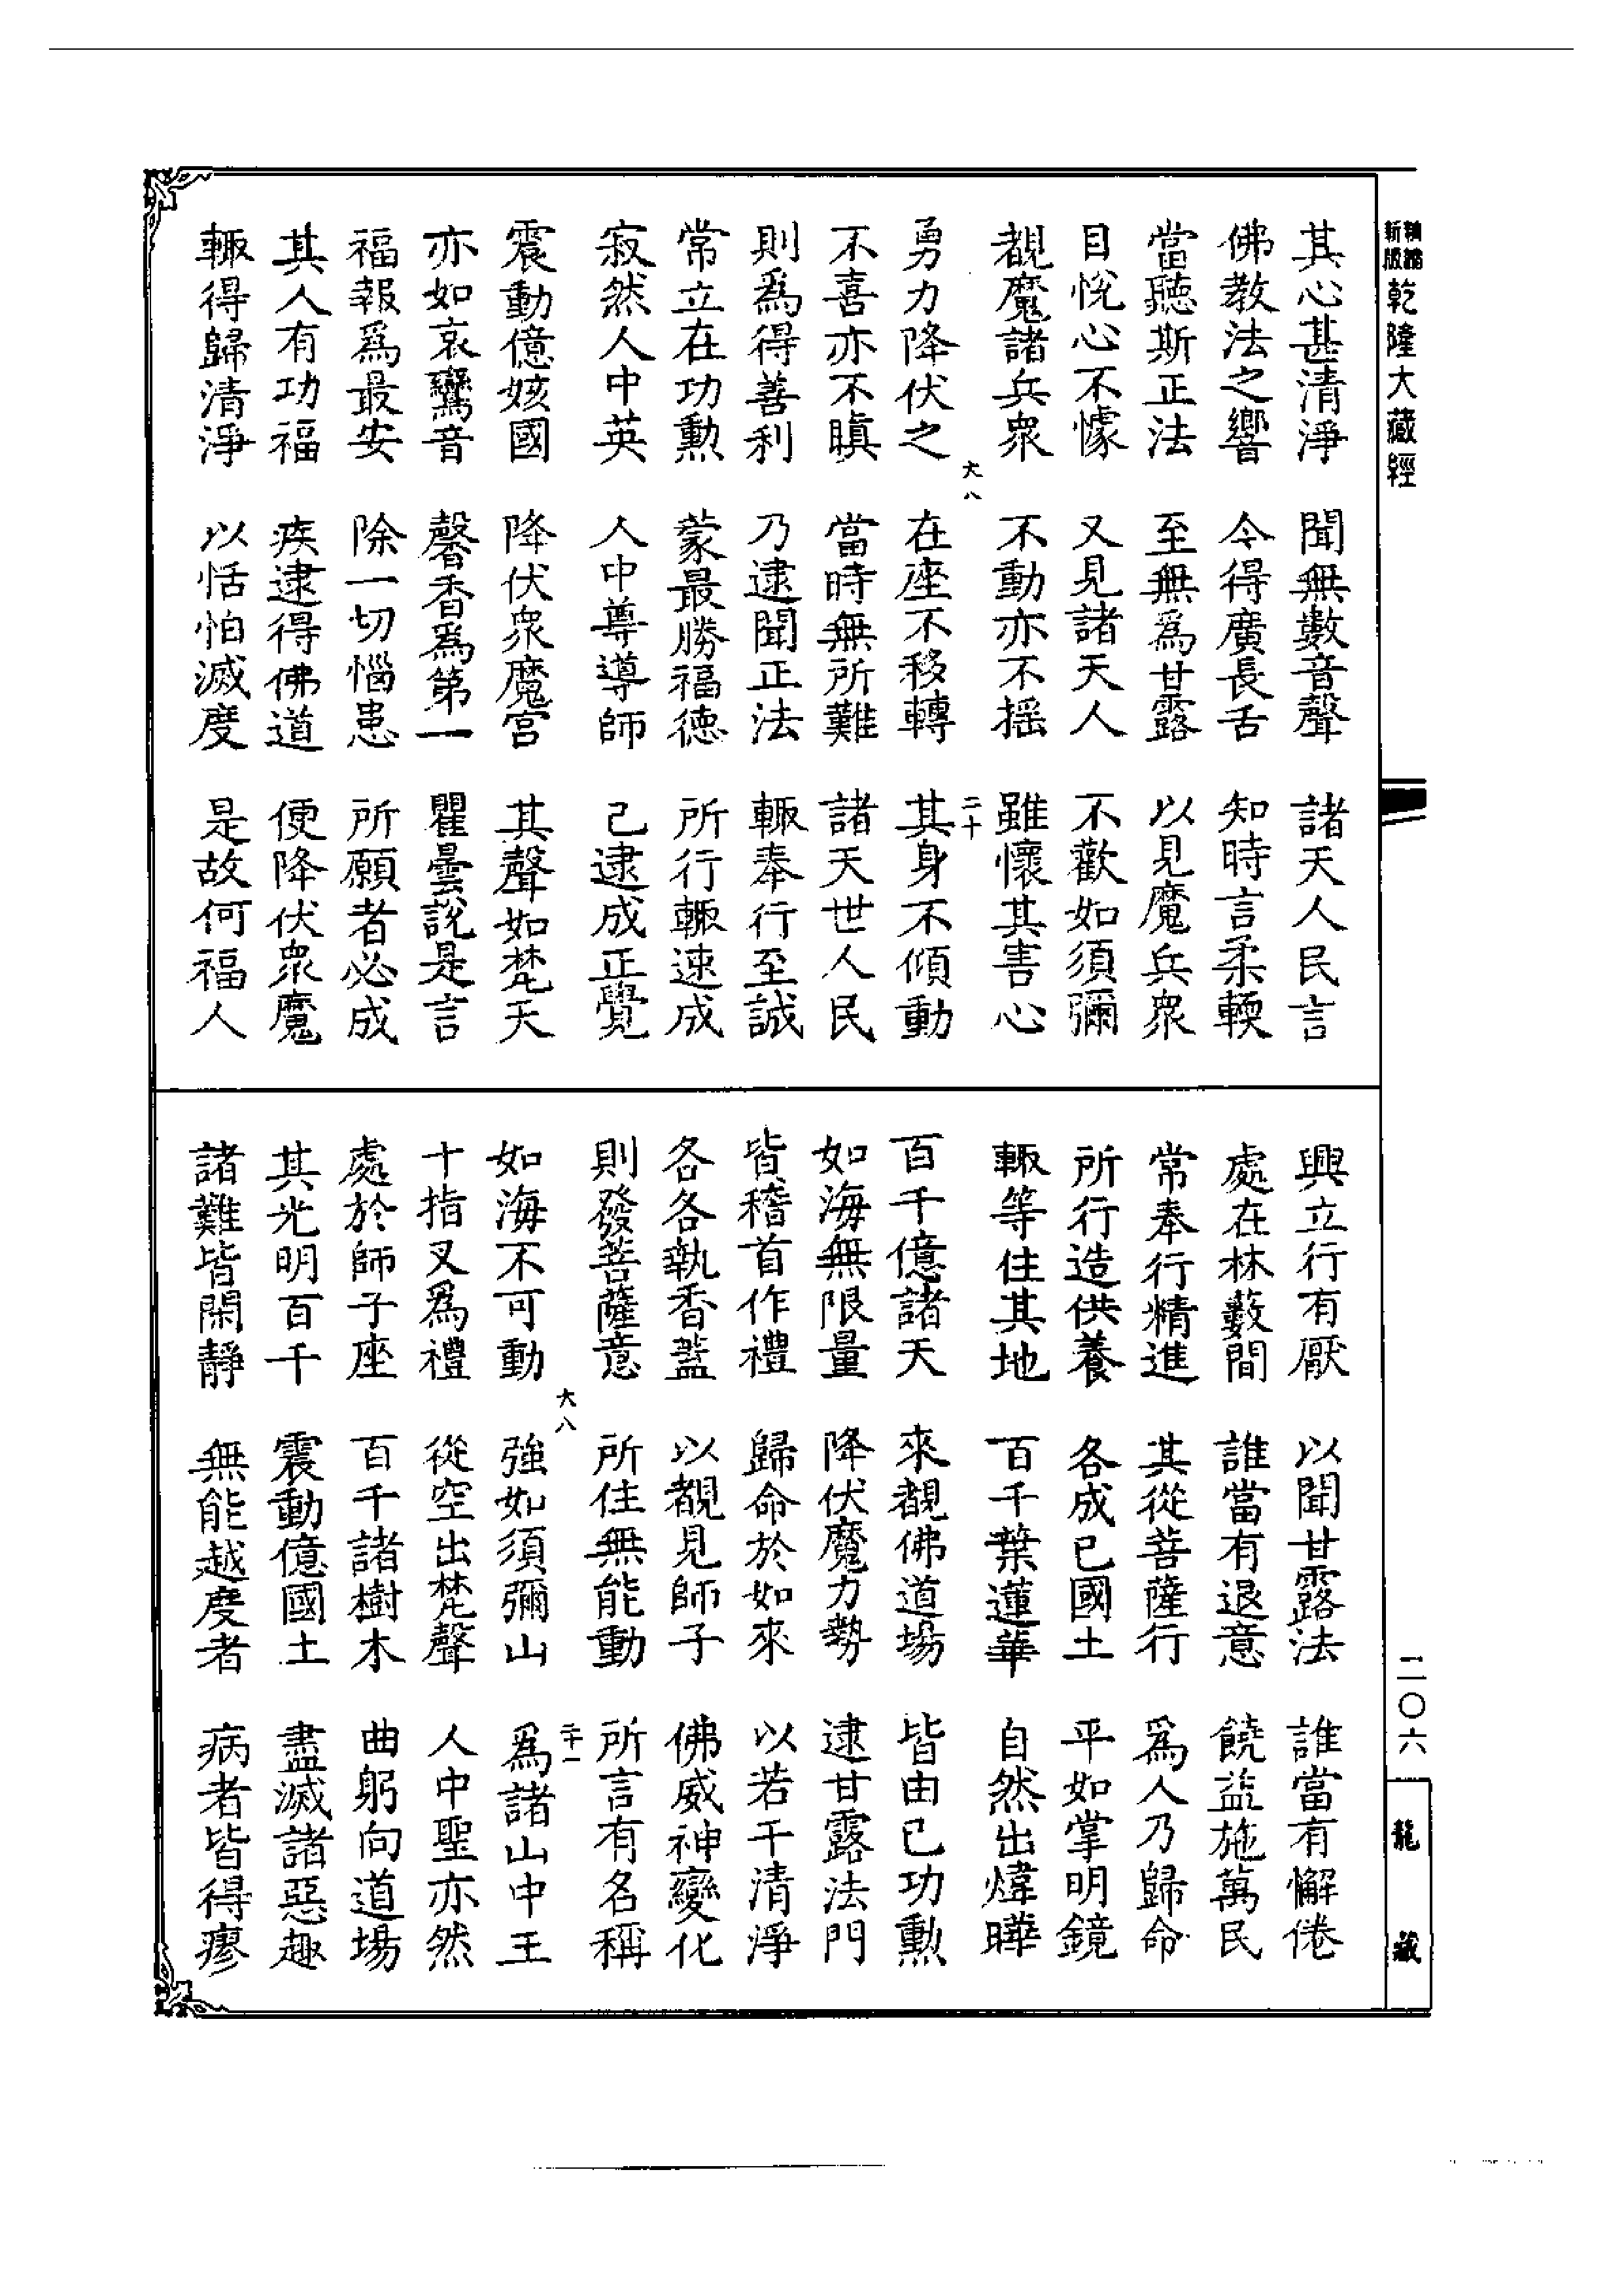 新版精縮乾隆大藏經
其心甚清淨 聞無數音聲 諸天人民言
佛教法之響 令得廣長舌 知時言柔輭
當聽斯正法 至無爲甘露 以見魔兵衆
目悅心不懅 又見諸天人 不歡如須彌
覩魔諸兵衆 不動亦不摇 雖懷其害心
大八 二十
勇力降伏之 在座不移轉 其身不傾動
不喜亦不瞋 當時無所難 諸天世人民
則爲得善利 乃逮聞正法 輒奉行至誠
常立在功勲 蒙最勝福德 所行輒速成
寂然人中英 人中尊導師 已逮成正覺
震動億姟國 降伏衆魔宮 其聲如梵天
亦如哀鸞音 馨香爲第一 瞿曇說是言
福報爲最安 除一切惱患 所願者必成
其人有功福 疾逮得佛道 便降伏衆魔
輒得歸清淨 以恬怕滅度 是故何福人
興立行有厭 以聞甘露法 誰當有懈倦
處在林藪間 誰當有退意 饒益施萬民
常奉行精進 其從菩薩行 爲人乃歸命
所行造供養 各成已國土 平如掌明鏡
輒等住其地 百千葉蓮華 自然出煒曄
百千億諸天 來覩佛道場 皆由已功勲
如海無限量 降伏魔力勢 逮甘露法門
皆稽首作禮 歸命於如來 以若干清淨
各各執香蓋 以覩見師子 佛威神變化
則發菩薩意 所住無能動 所言有名稱
大八 二十一
如海不可動 強如須彌山 爲諸山中王
十指叉爲禮 從空出梵聲 人中聖亦然
處於師子座 百千諸樹木 曲躬向道場
其光明百千 震動億國土 盡滅諸惡趣
諸難皆閑靜 無能越度者 病者皆得瘳
二〇六
龍藏